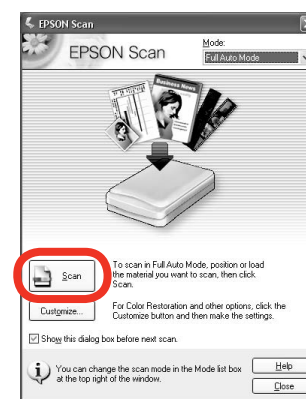 EPSON Scan
EPSON Scan
Mode:
Full Auto Mode
Business News
Scan
To scan in Full Auto Mode, position or load
the material you want to scan, then click
Scan.
Customize...
For Color Restoration and other options, click the
Customize button and then make the settings.
Show this dialog box before next scan.
You can change the scan mode in the Mode list box
at the top right of the window.
Help
Close